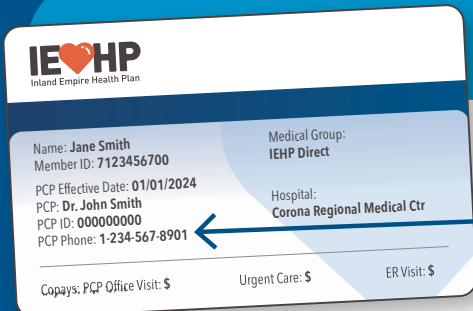 IEHP
Inland Empire Health Plan
Name: Jane Smith
Member ID: 7123456700
PCP Effective Date: 01/01/2024
PCP: Dr. John Smith
PCP ID: 000000000
PCP Phone: 1-234-567-8901
Medical Group:
IEHP Direct
Hospital:
Corona Regional Medical Ctr
Copays: PCP Office Visit: $ Urgent Care: $ ER Visit: $